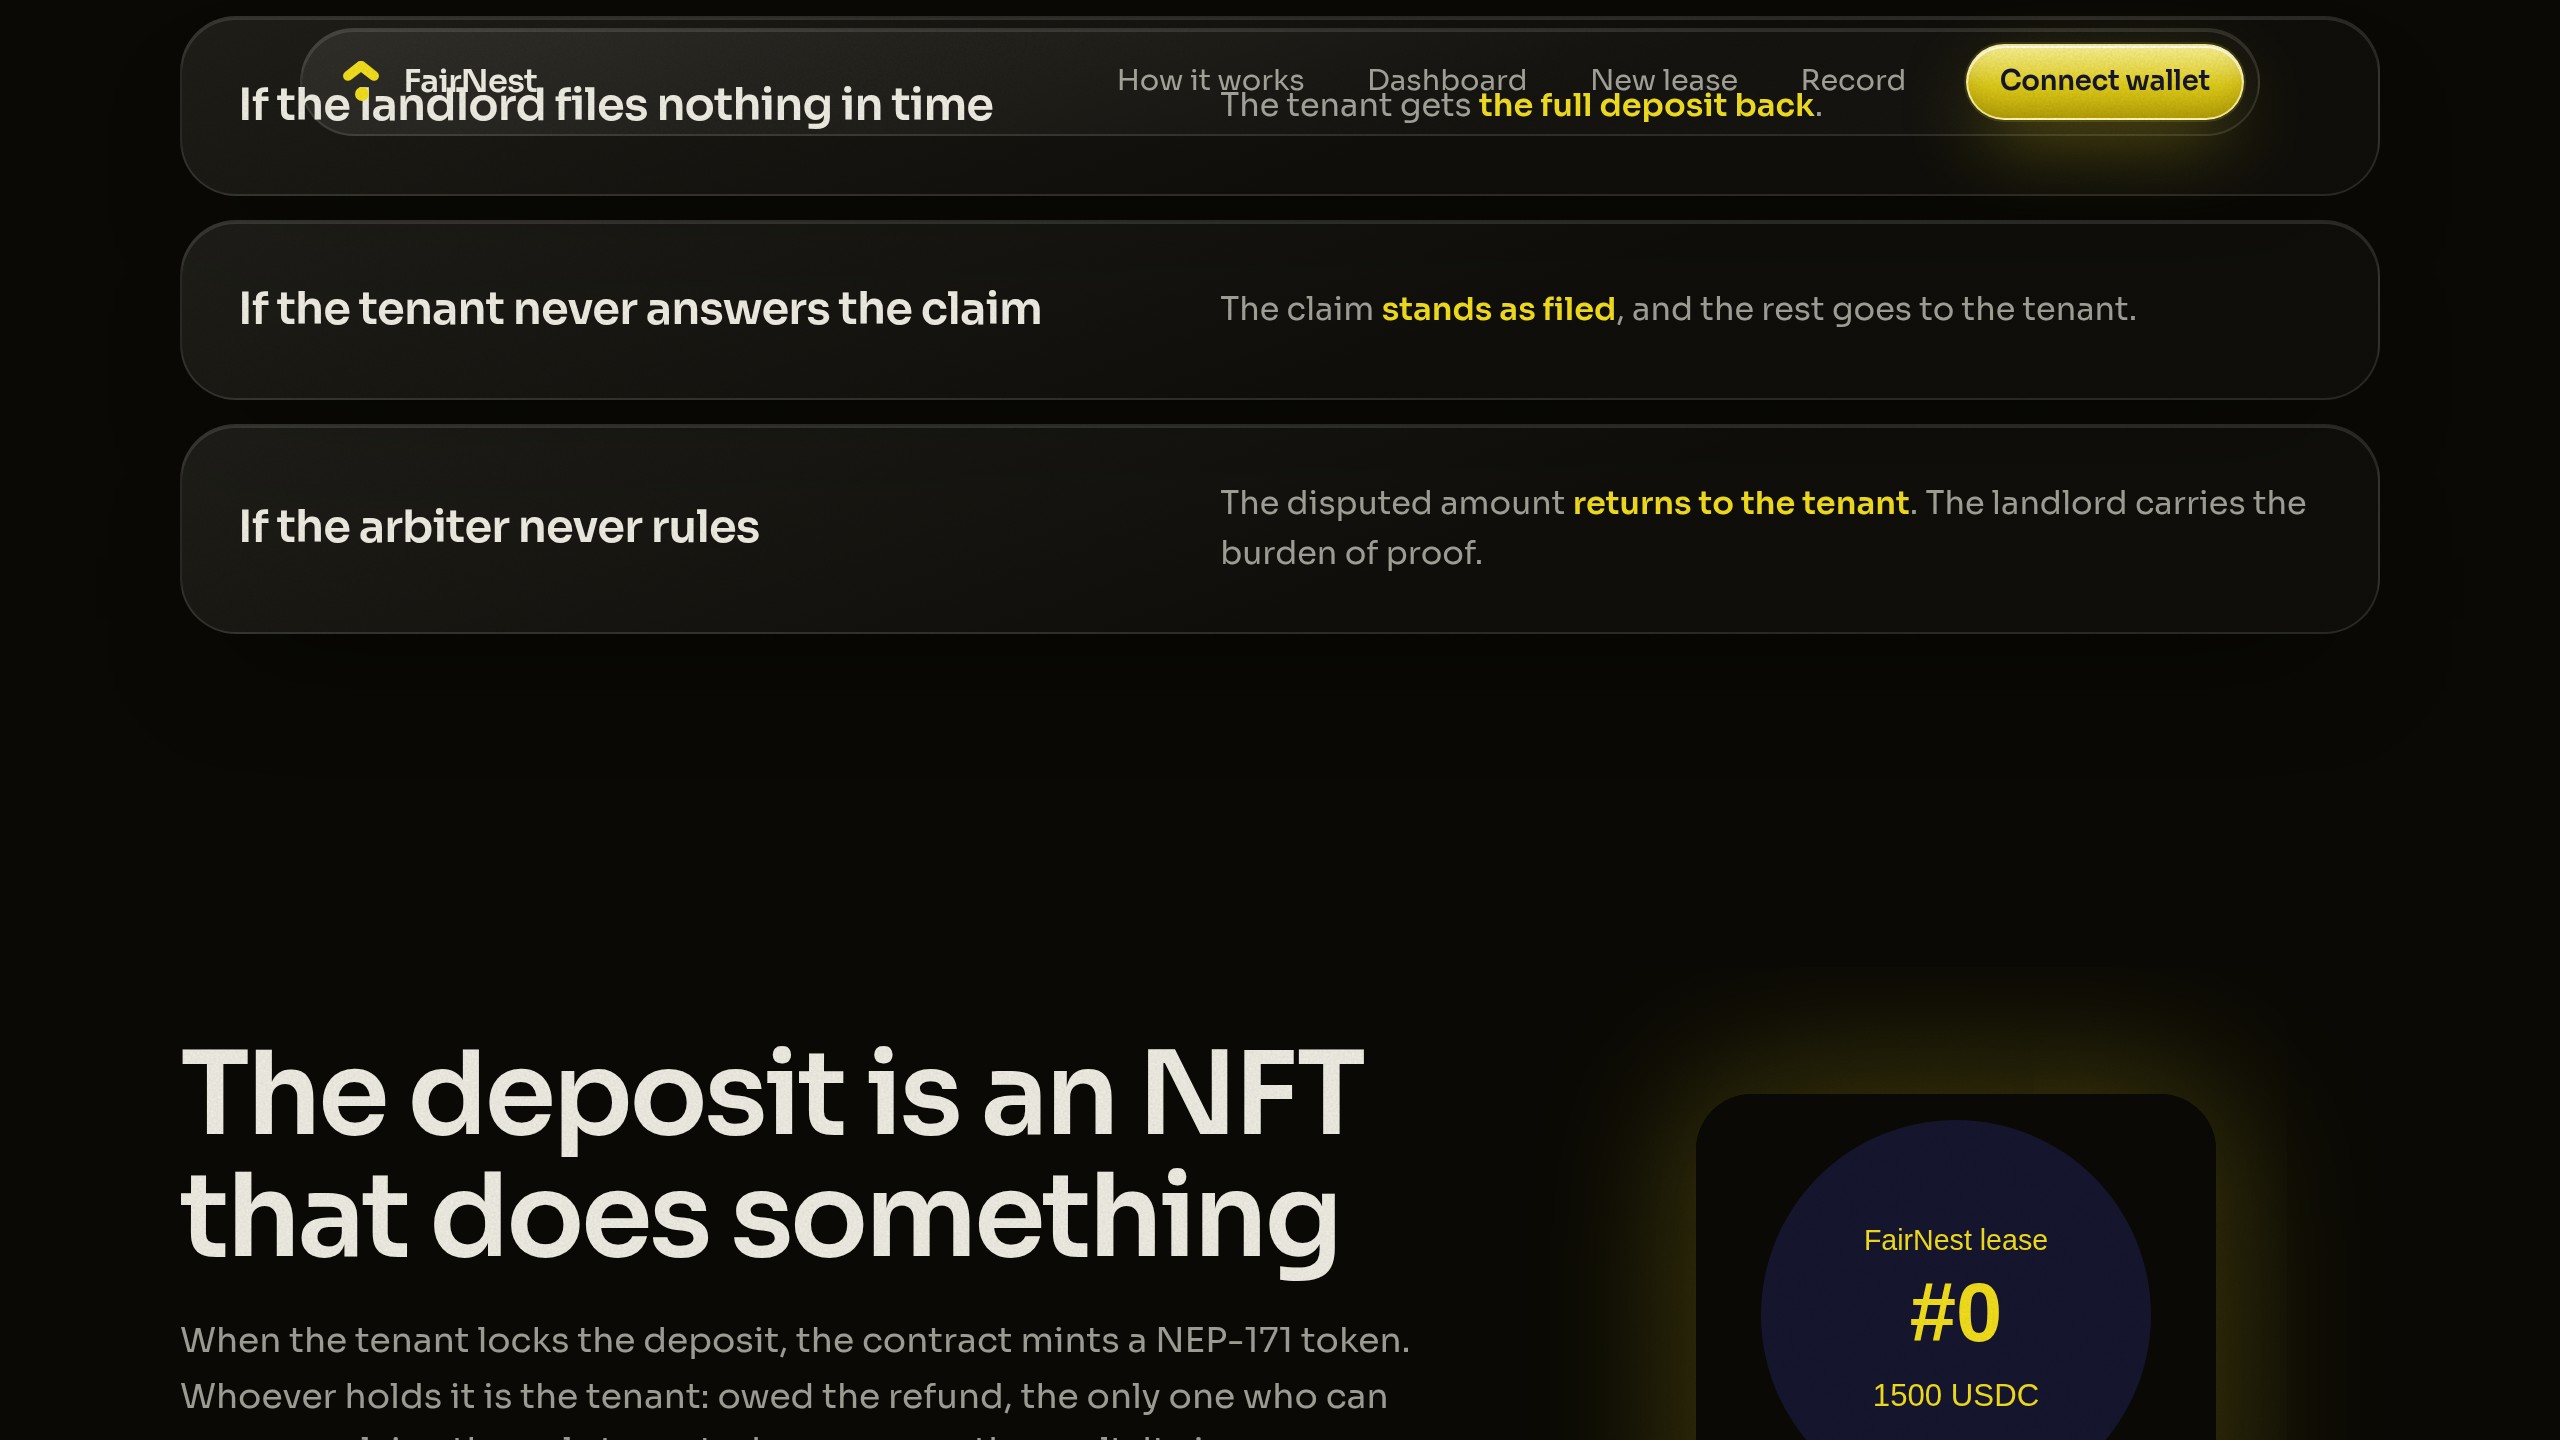 FairNest
How it works
Dashboard
New lease
Record
Connect wallet
If the landlord files nothing in time
The tenant gets the full deposit back.
If the tenant never answers the claim
The claim stands as filed, and the rest goes to the tenant.
If the arbiter never rules
The disputed amount returns to the tenant. The landlord carries the
burden of proof.
The deposit is an NFT
that does something
When the tenant locks the deposit, the contract mints a NEP-171 token.
Whoever holds it is the tenant: owed the refund, the only one who can
FairNest lease
#0
1500 USDC